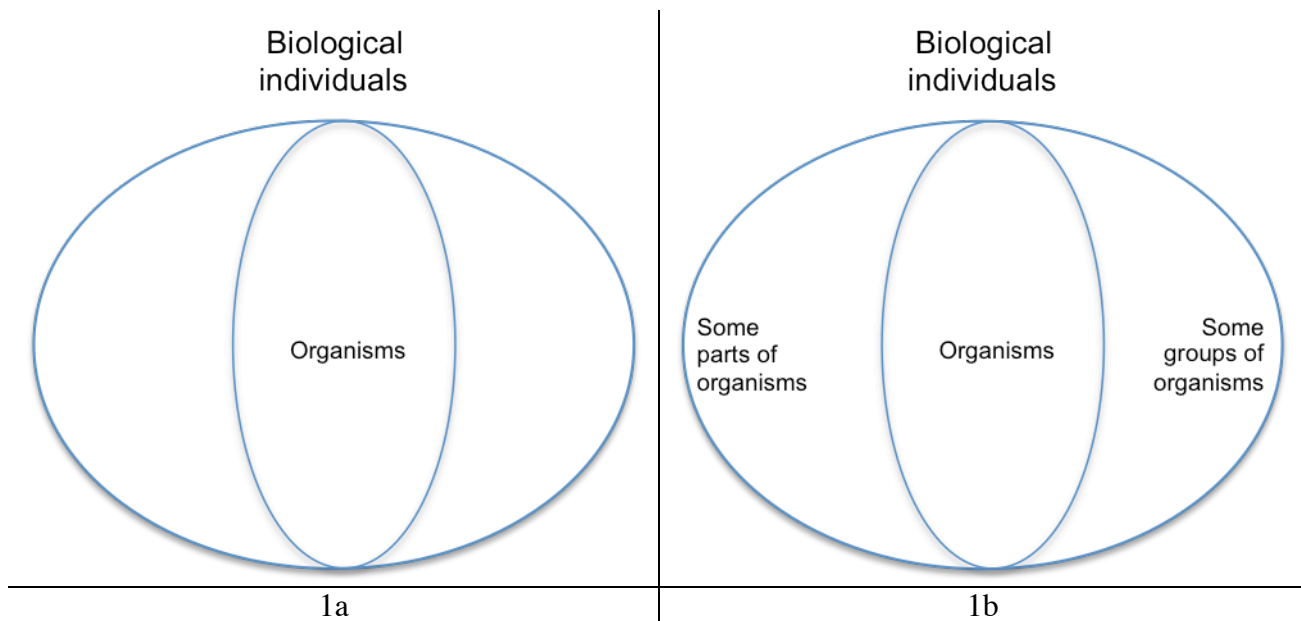 Biological
individuals
Organisms
1a
Biological
individuals
Some
parts of
organisms
Organisms
Some
groups of
organisms
1b